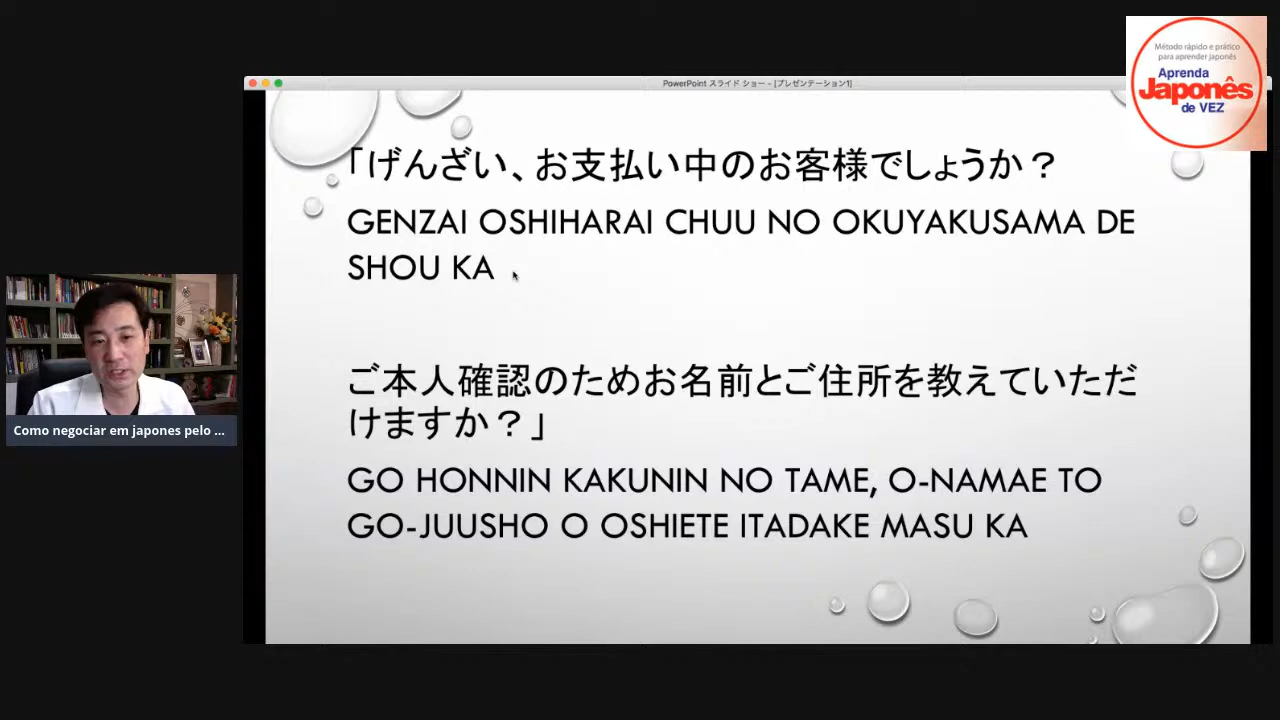 Método rápido e prático
para aprender japonês
Aprenda
Japonês
de VEZ
PowerPoint スライド ショー - [プレゼンテーション1]
「げんざい、お支払い中のお客様でしょうか？
GENZAI OSHIHARAI CHUU NO OKUYAKUSAMA DE
SHOU KA
ご本人確認のためお名前とご住所を教えていただ
けますか？」
GO HONNIN KAKUNIN NO TAME, O-NAMAE TO
GO-JUUSHO O OSHIETE ITADAKE MASU KA
Como negociar em japones pelo ...